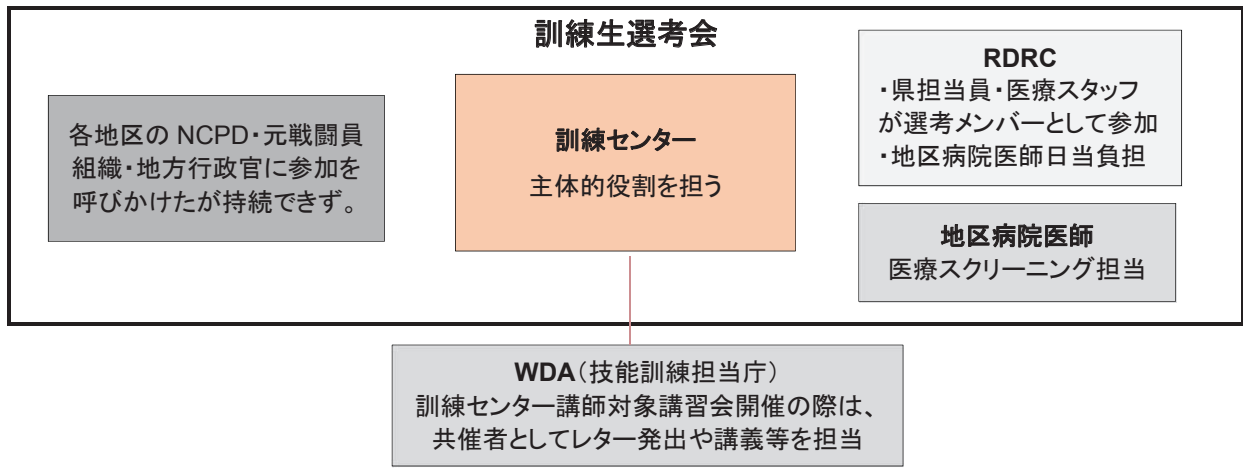 訓練生選考会
各地区の NCPD・元戦闘員
組織・地方行政官に参加を
呼びかけたが持続できず。
訓練センター
主体的役割を担う
RDRC
・県担当員・医療スタッフ
が選考メンバーとして参加
・地区病院医師日当負担
地区病院医師
医療スクリーニング担当
WDA（技能訓練担当庁）
訓練センター講師対象講習会開催の際は、
共催者としてレター発出や講義等を担当